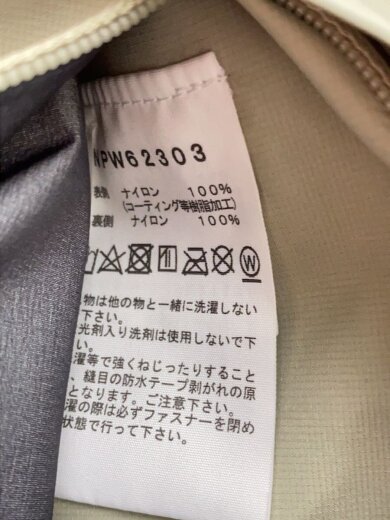 NPW62303
表側 ナイロン 100%
(コーティング等樹脂加工)
裏側 ナイロン 100%
W
物は他の物と一緒に洗濯しない
下さい。
光剤入り洗剤は使用しないで下
い。
濯等で強くねじったりすること
、縫目の防水テープ剥がれの原
となります。ご注意下さい。
濯の際は必ずファスナーを閉め
状態で行って下さい。